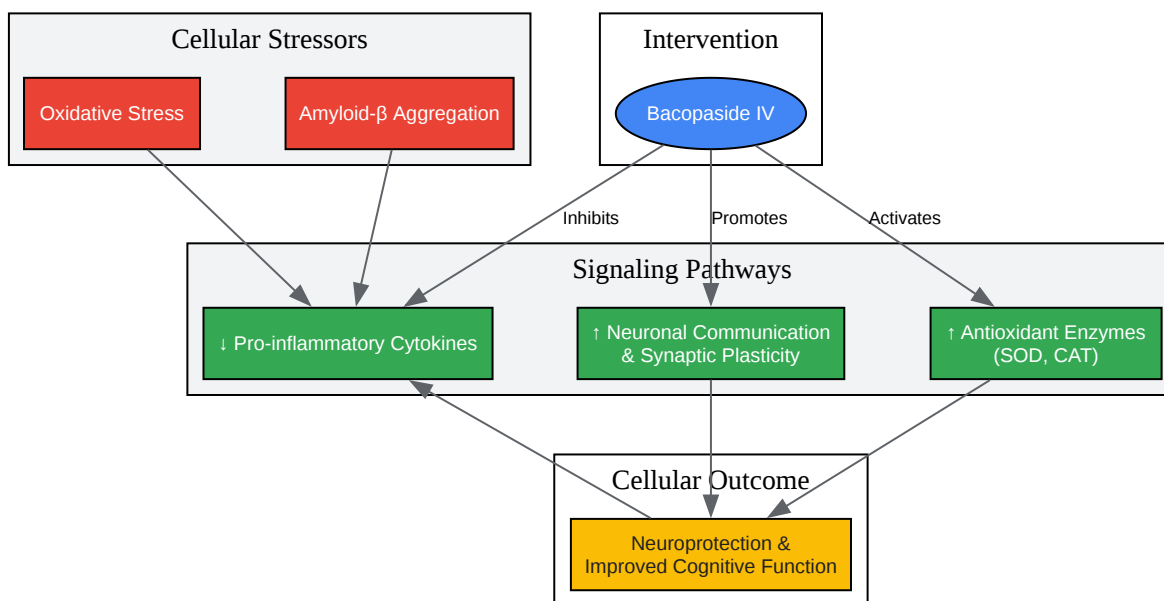 Cellular Stressors
Intervention
Oxidative Stress
Amyloid-β Aggregation
Bacopaside IV
Inhibits
Promotes
Activates
Signaling Pathways
↓ Pro-inflammatory Cytokines
↑ Neuronal Communication
& Synaptic Plasticity
↑ Antioxidant Enzymes
(SOD, CAT)
Cellular Outcome
Neuroprotection &
Improved Cognitive Function